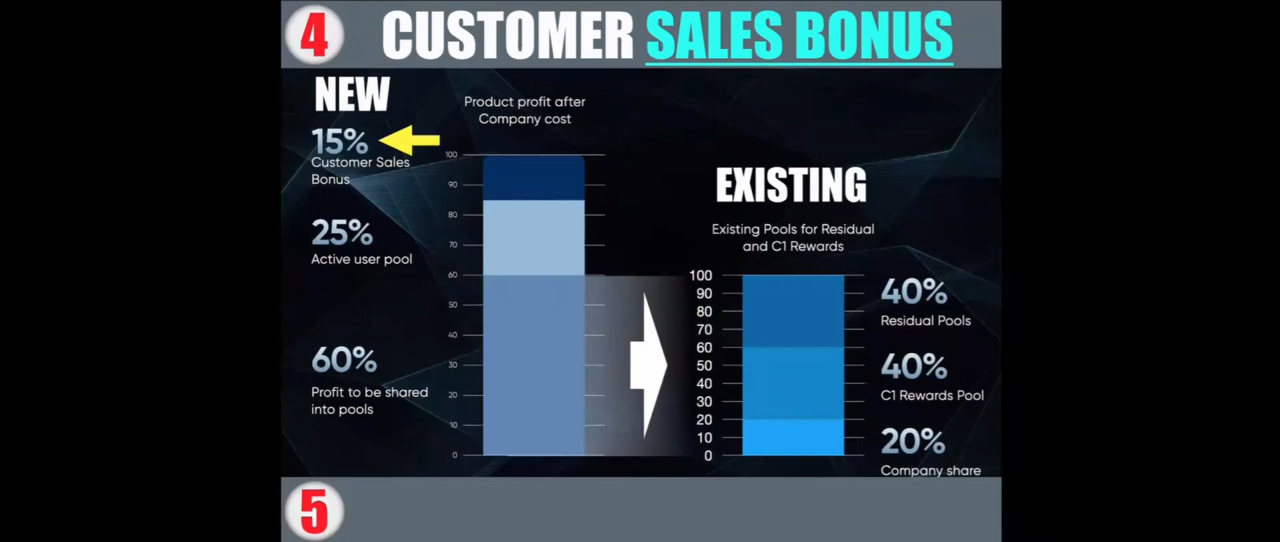 4
CUSTOMER SALES BONUS
NEW
15%
Customer Sales
Bonus
25%
Active user pool
60%
Profit to be shared
into pools
Product profit after
Company cost
100
90
80
70
60
50
40
30
20
10
0
EXISTING
Existing Pools for Residual
and C1 Rewards
100
90
80
70
60
50
40
30
20
10
0
40%
Residual Pools
40%
C1 Rewards Pool
20%
Company share
5